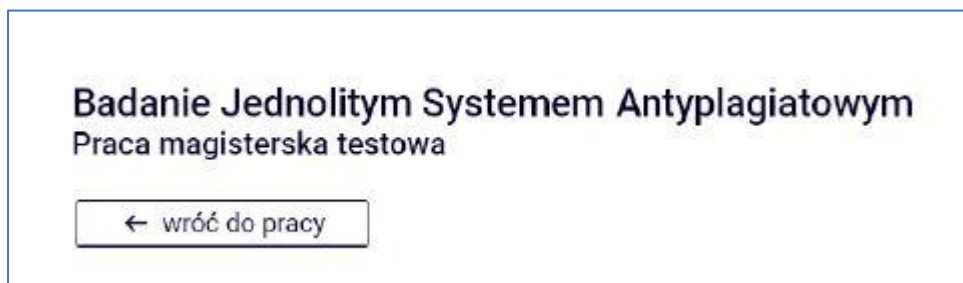 Badanie Jednolitym Systemem Antyplagiatowym
Praca magisterska testowa
← wróć do pracy